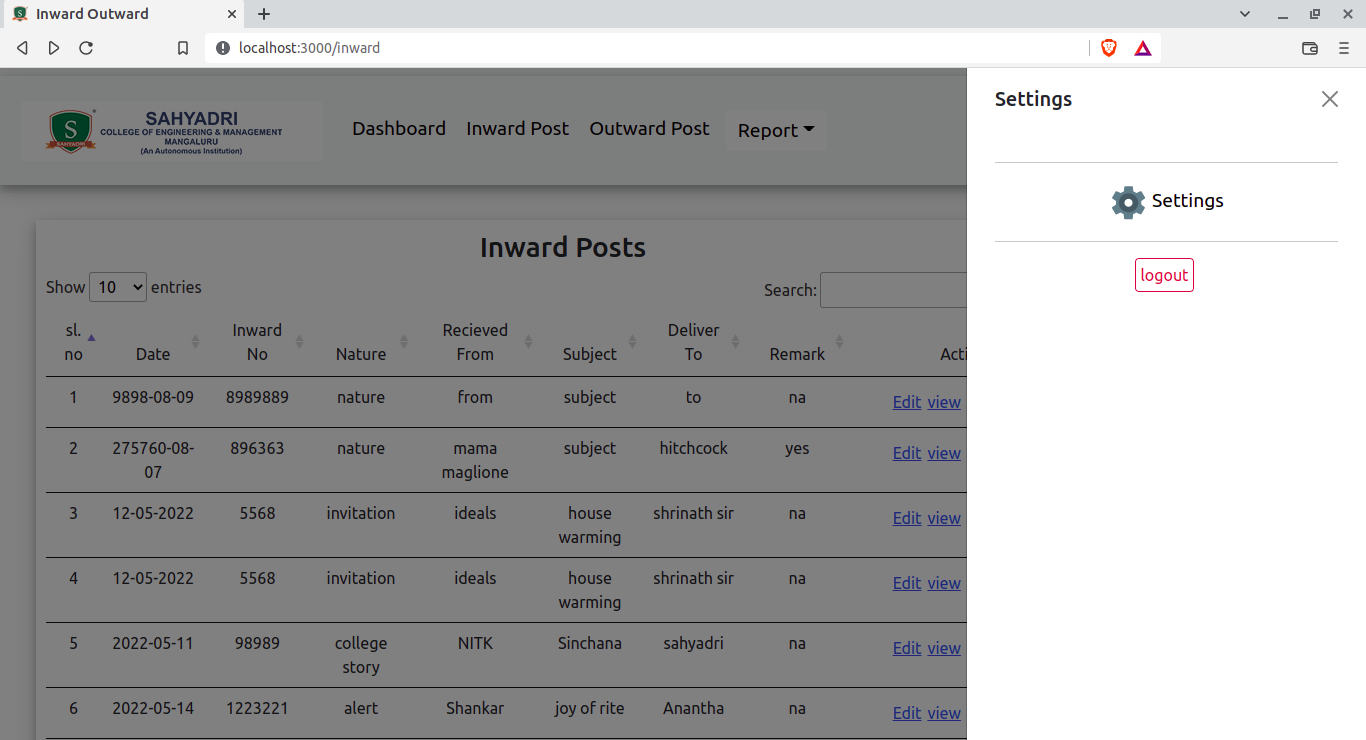 Inward Outward
localhost:3000/inward
SAHYADRI
COLLEGE OF ENGINEERING & MANAGEMENT
MANGALURU
(An Autonomous Institution)
S
SAHYADRI
Dashboard Inward Post Outward Post Report
Settings
Settings
logout
Inward Posts
Show 10 entries
Search:
sl. no Date Inward No Nature Recieved From Subject Deliver To Remark Acti
1 9898-08-09 8989889 nature from subject to na Edit view
2 275760-08-07 896363 nature mama maglione subject hitchcock yes Edit view
3 12-05-2022 5568 invitation ideals house warming shrinath sir na Edit view
4 12-05-2022 5568 invitation ideals house warming shrinath sir na Edit view
5 2022-05-11 98989 college story NITK Sinchana sahyadri na Edit view
6 2022-05-14 1223221 alert Shankar joy of rite Anantha na Edit view